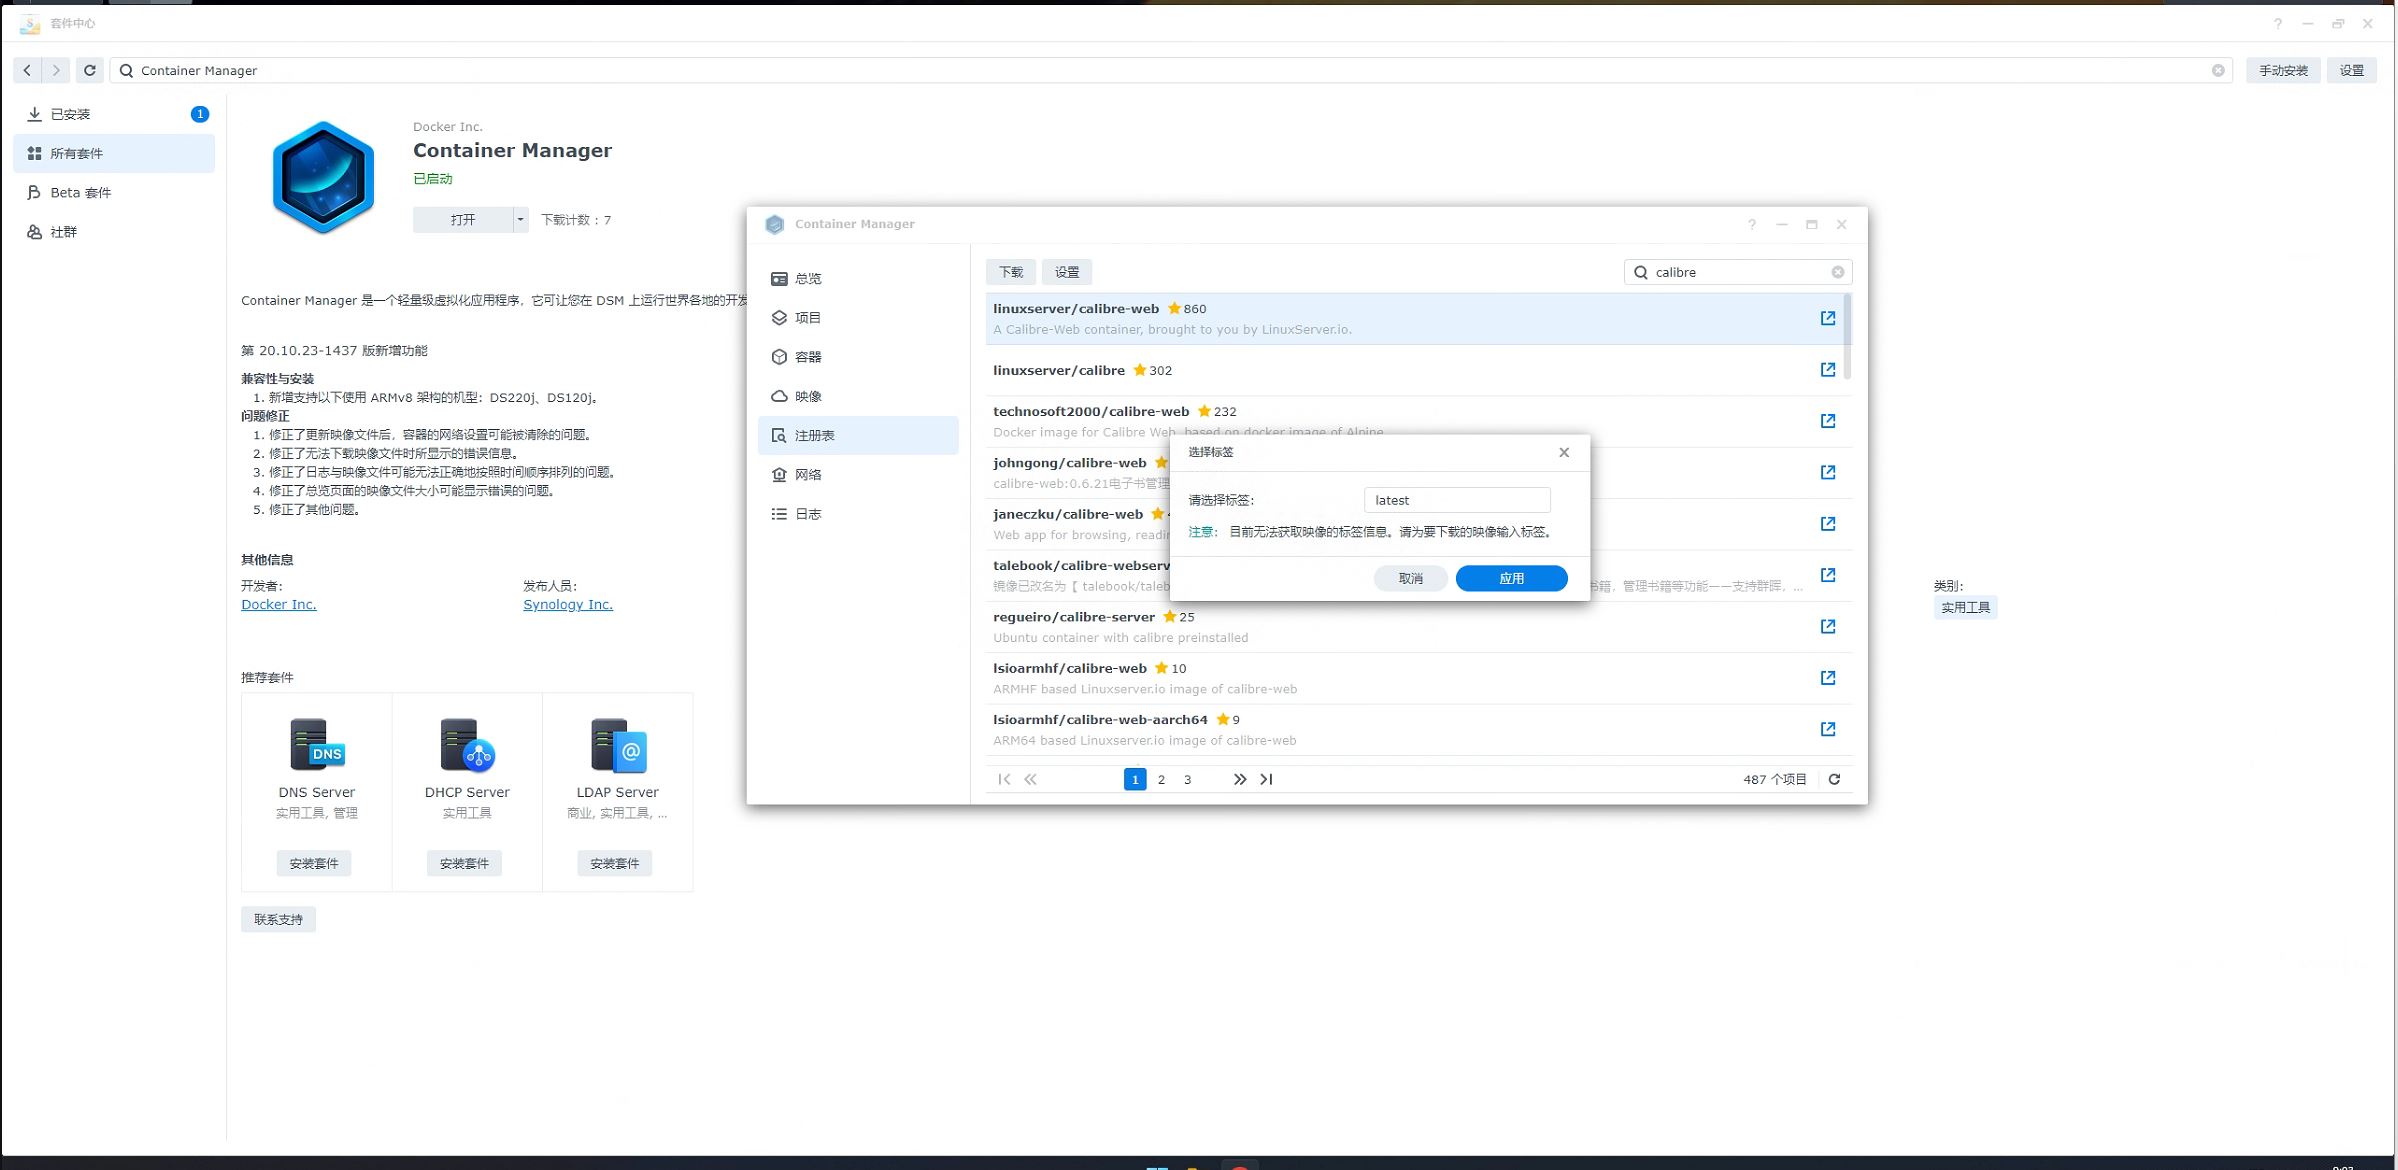 套件中心
Container Manager
手动安装
设置
已安装
1
所有套件
Beta 套件
社群
Docker Inc.
Container Manager
已启动
打开
下载计数：7
Container Manager 是一个轻量级虚拟化应用程序，它可让您在 DSM 上运行世界各地的开发
第 20.10.23-1437 版新增功能
兼容性与安装
1. 新增支持以下使用 ARMv8 架构的机型：DS220j、DS120j。
问题修正
1. 修正了更新映像文件后，容器的网络设置可能被清除的问题。
2. 修正了无法下载映像文件时所显示的错误信息。
3. 修正了日志与映像文件可能无法正确地按照时间顺序排列的问题。
4. 修正了总览页面的映像文件大小可能显示错误的问题。
5. 修正了其他问题。
其他信息
开发者:
Docker Inc.
发布人员:
Synology Inc.
类别:
实用工具
推荐套件
DNS
DNS Server
实用工具, 管理
安装套件
DHCP Server
实用工具
安装套件
@
LDAP Server
商业, 实用工具, ...
安装套件
联系支持
Container Manager
总览
项目
容器
映像
注册表
网络
日志
下载
设置
calibre
linuxserver/calibre-web 860
A Calibre-Web container, brought to you by LinuxServer.io.
linuxserver/calibre 302
technosoft2000/calibre-web 232
Docker image for Calibre Web, based on docker image of Alpine
johngong/calibre-web
calibre-web:0.6.21电子书管理
janeczku/calibre-web
Web app for browsing, readin
talebook/calibre-webserv
镜像已改名为【 talebook/taleb
书籍，管理书籍等功能——支持群晖，...
regueiro/calibre-server 25
Ubuntu container with calibre preinstalled
lsioarmhf/calibre-web 10
ARMHF based Linuxserver.io image of calibre-web
lsioarmhf/calibre-web-aarch64 9
ARM64 based Linuxserver.io image of calibre-web
1 2 3
487 个项目
选择标签
请选择标签:
latest
注意： 目前无法获取映像的标签信息。请为要下载的映像输入标签。
取消
应用